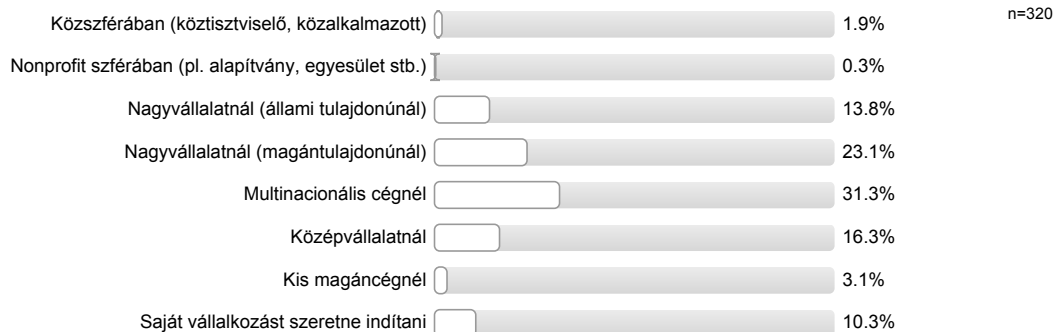 Közszférában (köztisztviselő, közalkalmazott) 1.9% n=320
Nonprofit szférában (pl. alapítvány, egyesület stb.) 0.3%
Nagyvállalatnál (állami tulajdonúnál) 13.8%
Nagyvállalatnál (magántulajdonúnál) 23.1%
Multinacionális cégnél 31.3%
Középvállalatnál 16.3%
Kis magáncégnél 3.1%
Saját vállalkozást szeretne indítani 10.3%